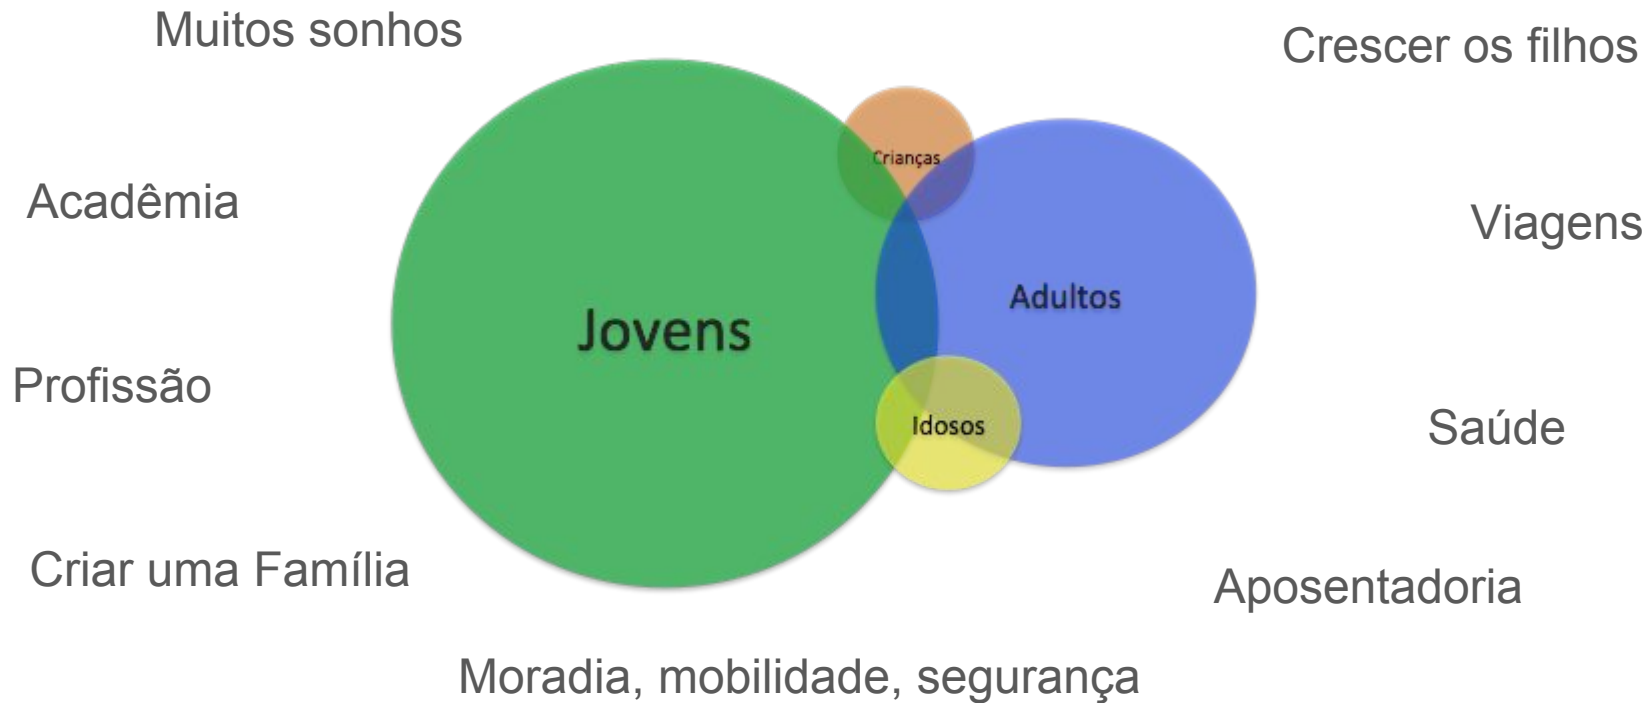 Muitos sonhos
Crescer os filhos
Crianças
Acadêmia
Viagens
Adultos
Jovens
Profissão
Idosos
Saúde
Criar uma Família
Aposentadoria
Moradia, mobilidade, segurança